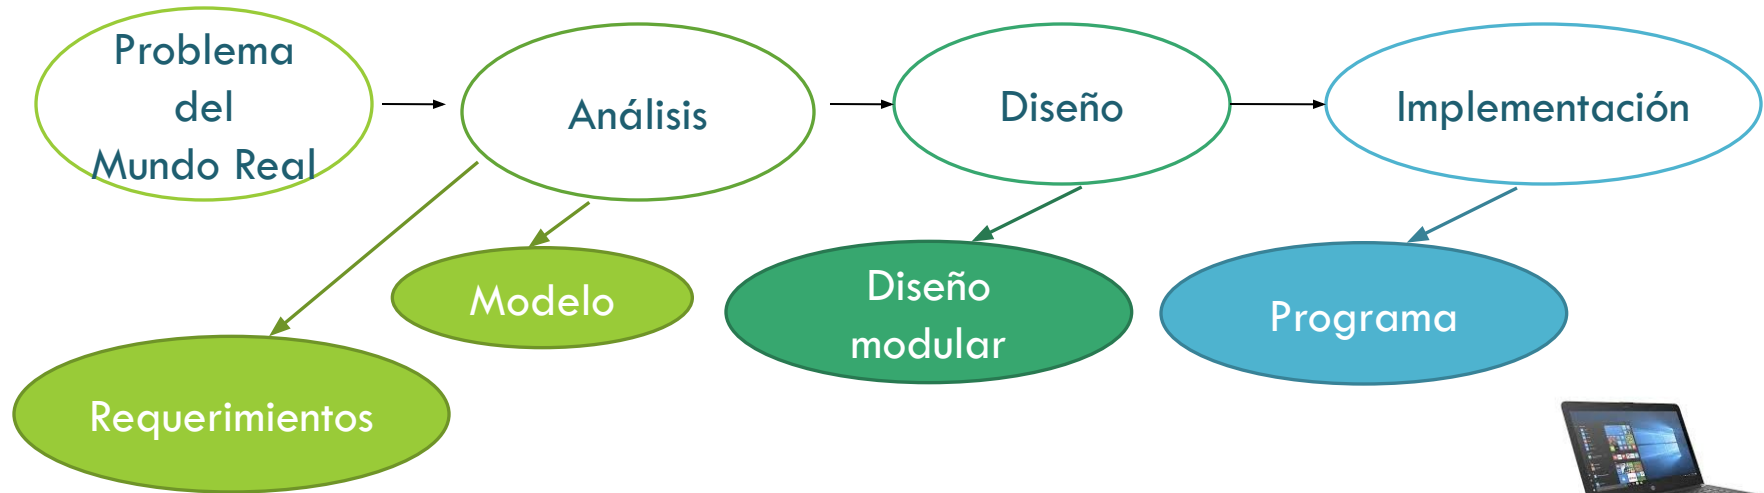 Problema
del
Mundo Real
Análisis
Diseño
Implementación
Modelo
Diseño
modular
Programa
Requerimientos